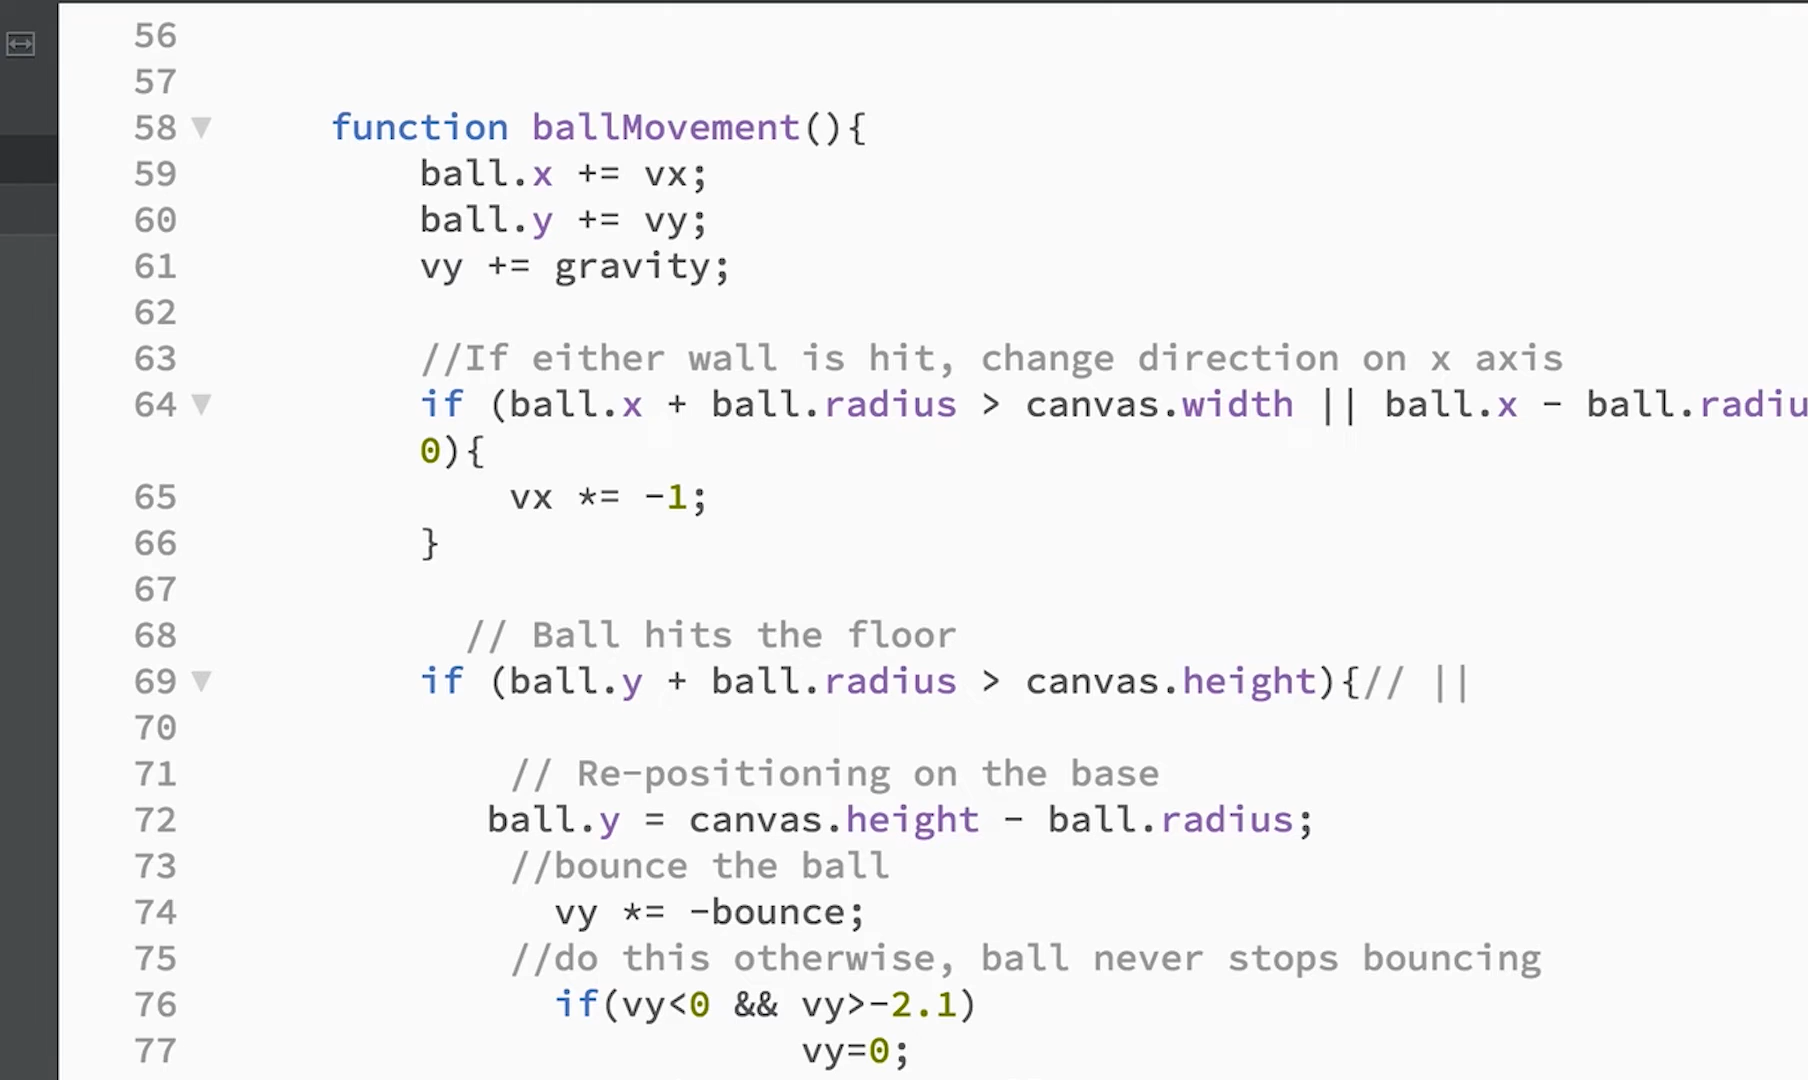 56
57
58 function ballMovement(){
59 ball.x += vx;
60 ball.y += vy;
61 vy += gravity;
62
63 //If either wall is hit, change direction on x axis
64 if (ball.x + ball.radius > canvas.width || ball.x - ball.radiu
0){
65 vx *= -1;
66 }
67
68 // Ball hits the floor
69 if (ball.y + ball.radius > canvas.height){// ||
70
71 // Re-positioning on the base
72 ball.y = canvas.height - ball.radius;
73 //bounce the ball
74 vy *= -bounce;
75 //do this otherwise, ball never stops bouncing
76 if(vy<0 && vy>-2.1)
77 vy=0;